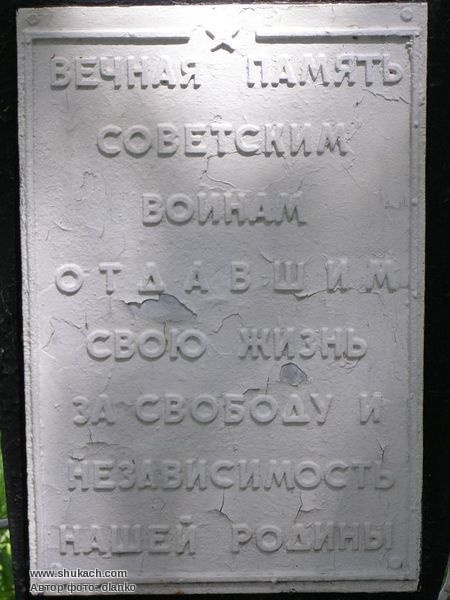 ВЕЧНАЯ ПАМЯТЬ
СОВЕТСКИМ
ВОИНАМ
ОТДАВШИМ
СВОЮ ЖИЗНЬ
ЗА СВОБОДУ И
НЕЗАВИСИМОСТЬ
НАШЕЙ РОДИНЫ
www.shukach.com
Автор фото: olanko